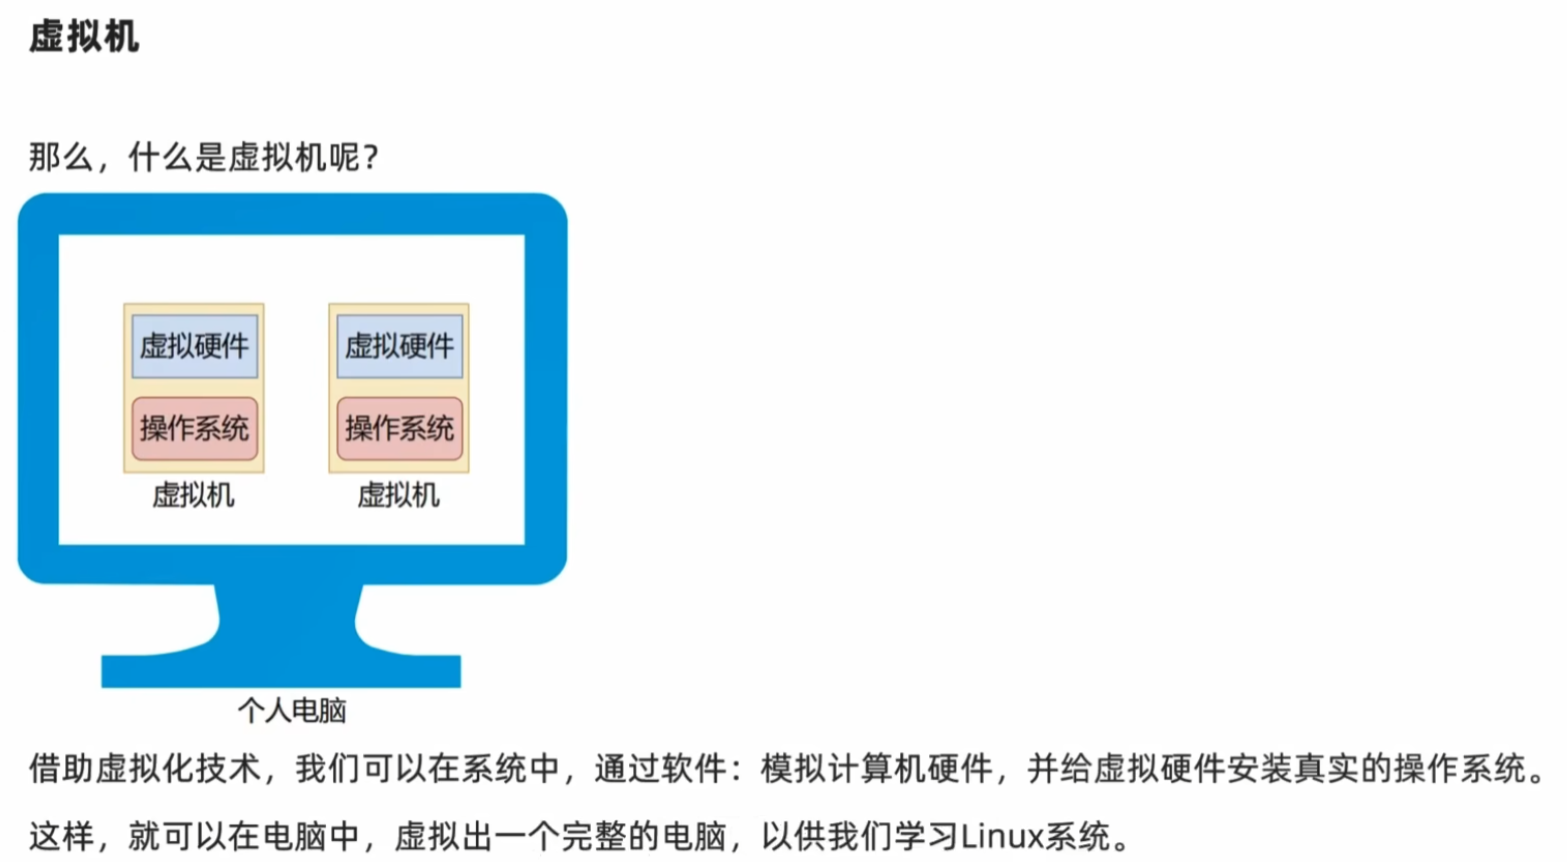 虚拟机
那么，什么是虚拟机呢？
虚拟硬件 虚拟硬件
操作系统 操作系统
虚拟机 虚拟机
个人电脑
借助虚拟化技术，我们可以在系统中，通过软件：模拟计算机硬件，并给虚拟硬件安装真实的操作系统。
这样，就可以在电脑中，虚拟出一个完整的电脑，以供我们学习Linux系统。